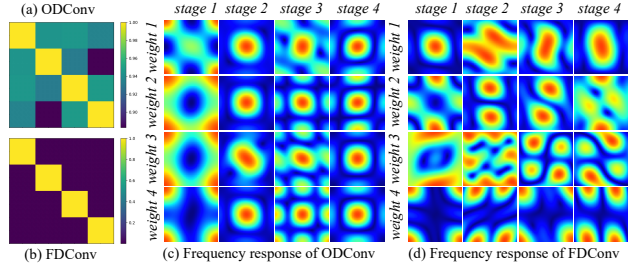 (a) ODConv
1.00
0.98
0.96
0.94
0.92
0.90
1.0
0.8
0.6
0.4
0.2
(b) FDConv
stage 1 stage 2 stage 3 stage 4
weight 1
weight 2
weight 3
weight 4
(c) Frequency response of ODConv
stage 1 stage 2 stage 3 stage 4
weight 1
weight 2
weight 3
weight 4
(d) Frequency response of FDConv